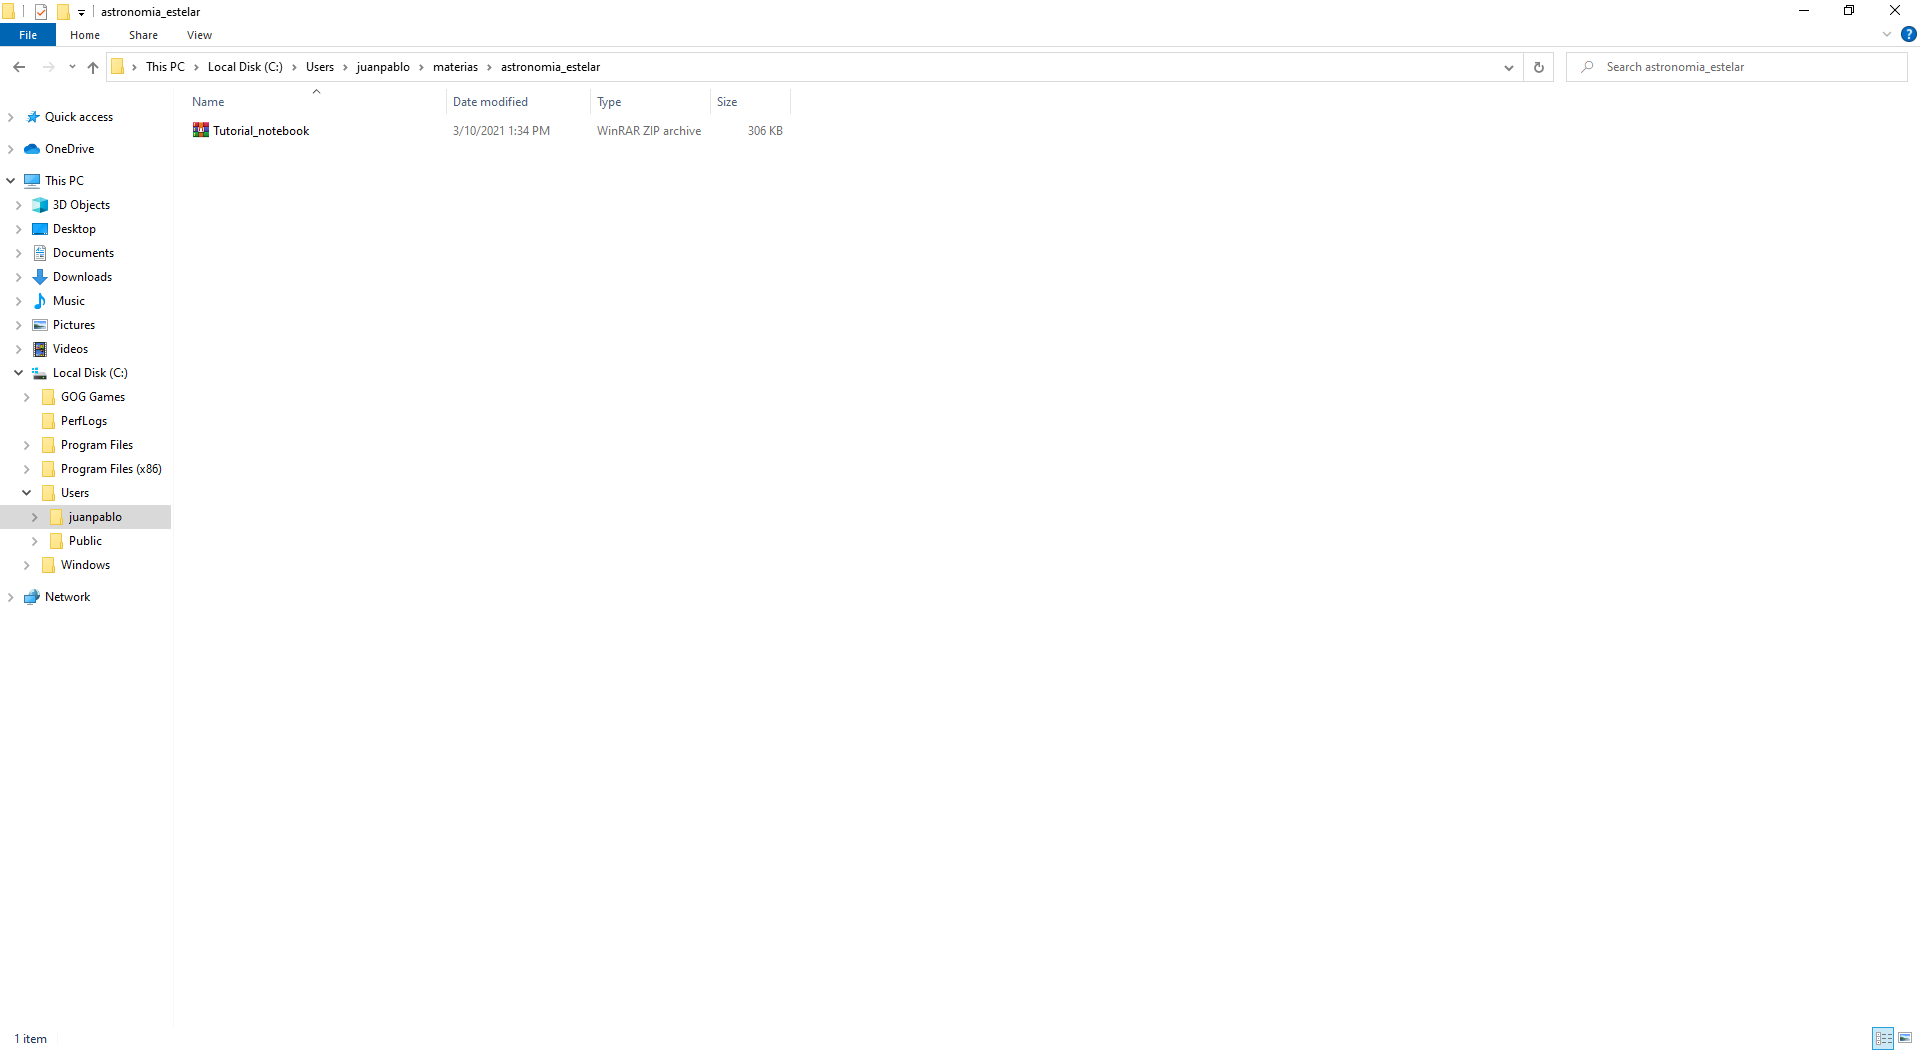 astronomia_estelar
File Home Share View
This PC Local Disk (C:) Users juanpablo materias astronomia_estelar
Search astronomia_estelar
Name Date modified Type Size
Tutorial_notebook 3/10/2021 1:34 PM WinRAR ZIP archive 306 KB
Quick access
OneDrive
This PC
3D Objects
Desktop
Documents
Downloads
Music
Pictures
Videos
Local Disk (C:)
GOG Games
PerfLogs
Program Files
Program Files (x86)
Users
juanpablo
Public
Windows
Network
1 item